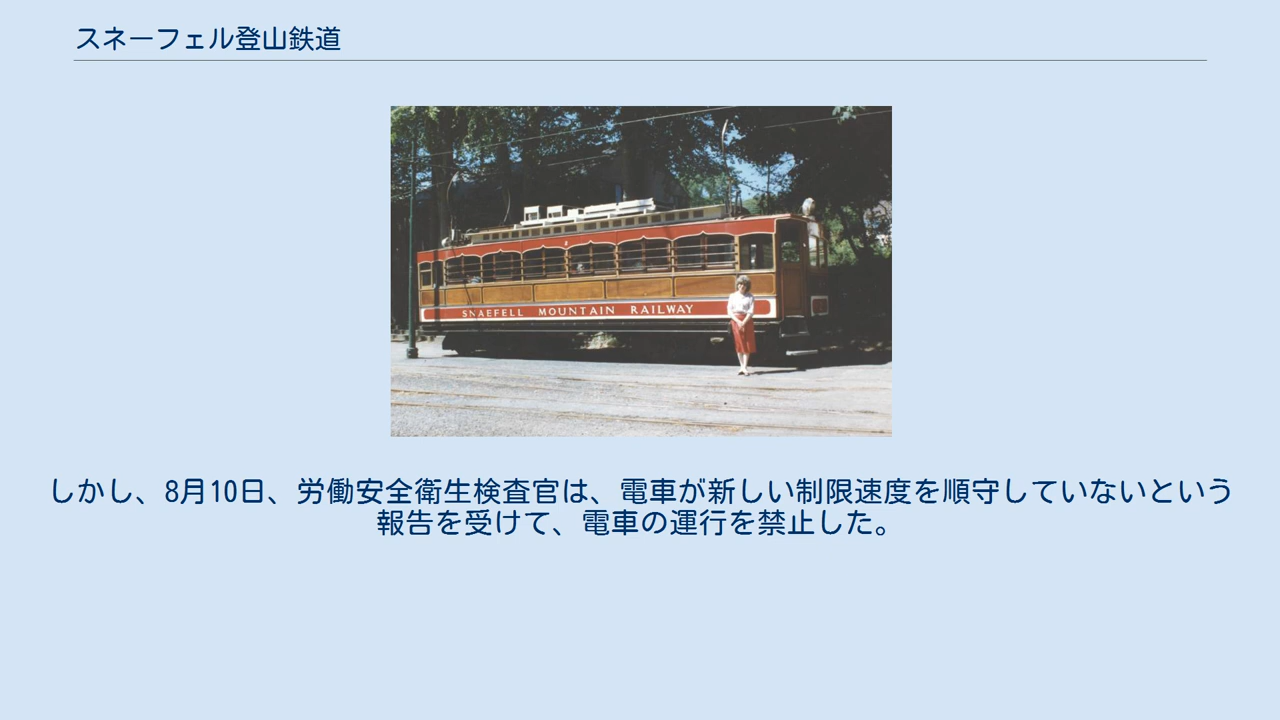 スネーフェル登山鉄道
SNAEFELL MOUNTAIN RAILWAY
しかし、8月10日、労働安全衛生検査官は、電車が新しい制限速度を順守していないという
報告を受けて、電車の運行を禁止した。